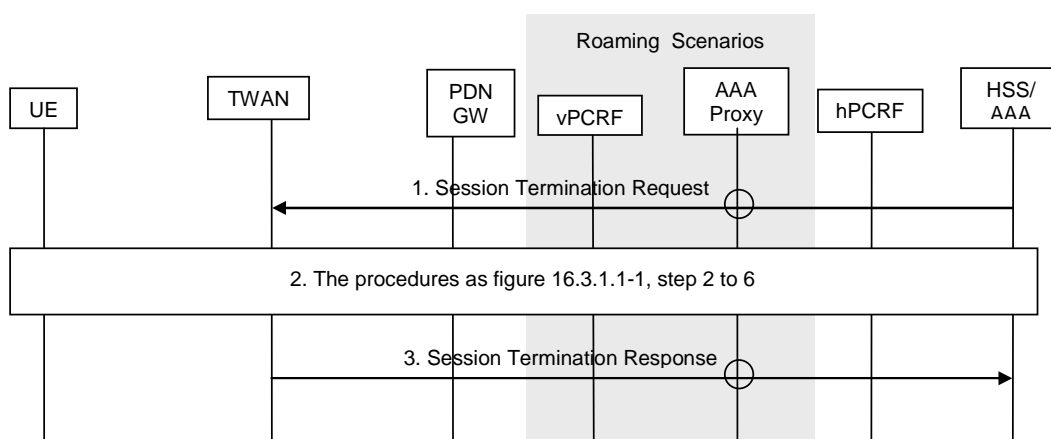 Roaming Scenarios
UE
TWAN
PDN
GW
vPCRF
AAA
Proxy
hPCRF
HSS/
AAA
1. Session Termination Request
2. The procedures as figure 16.3.1.1-1, step 2 to 6
3. Session Termination Response